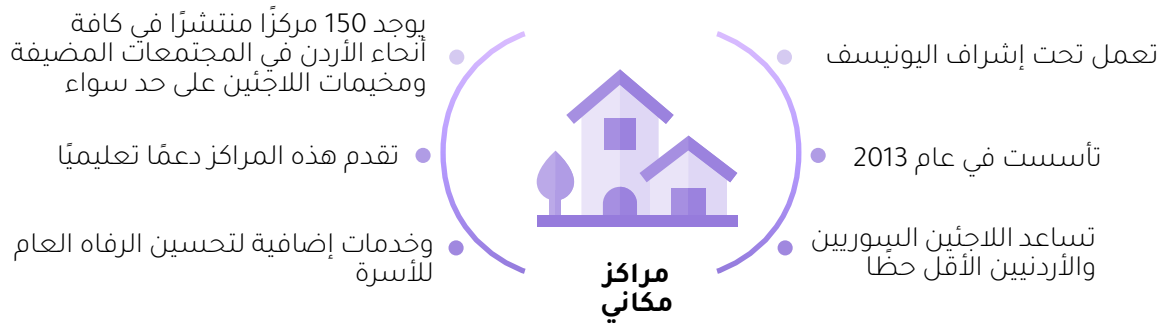 تعمل تحت إشراف اليونيسف
تأسست في عام 2013
تساعد اللاجئين السوريين
والأردنيين الأقل حظًا
مراكز
مكاني
يوجد 150 مركزًا منتشرًا في كافة
أنحاء الأردن في المجتمعات المضيفة
ومخيمات اللاجئين على حد سواء
تقدم هذه المراكز دعمًا تعليميًا
وخدمات إضافية لتحسين الرفاه العام
للأسرة